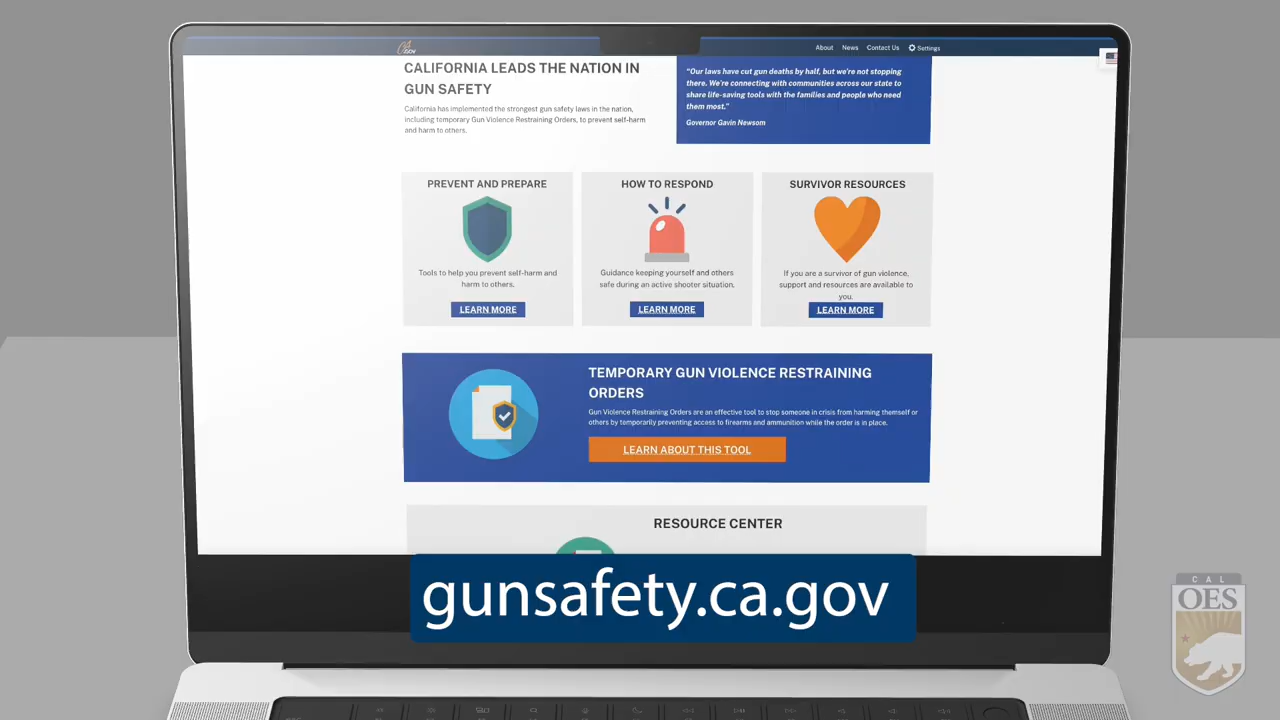 CA
.GOV
About News Contact Us Settings
CALIFORNIA LEADS THE NATION IN
GUN SAFETY
California has implemented the strongest gun safety laws in the nation,
including temporary Gun Violence Restraining Orders, to prevent self-harm
and harm to others.
"Our laws have cut gun deaths by half, but we're not stopping
there. We're connecting with communities across our state to
share life-saving tools with the families and people who need
them most."
Governor Gavin Newsom
PREVENT AND PREPARE
Tools to help you prevent self-harm and
harm to others.
LEARN MORE
HOW TO RESPOND
Guidance keeping yourself and others
safe during an active shooter situation.
LEARN MORE
SURVIVOR RESOURCES
If you are a survivor of gun violence,
support and resources are available to
you.
LEARN MORE
TEMPORARY GUN VIOLENCE RESTRAINING
ORDERS
Gun Violence Restraining Orders are an effective tool to stop someone in crisis from harming themself or
others by temporarily preventing access to firearms and ammunition while the order is in place.
LEARN ABOUT THIS TOOL
RESOURCE CENTER
gunsafety.ca.gov
CAL
OES